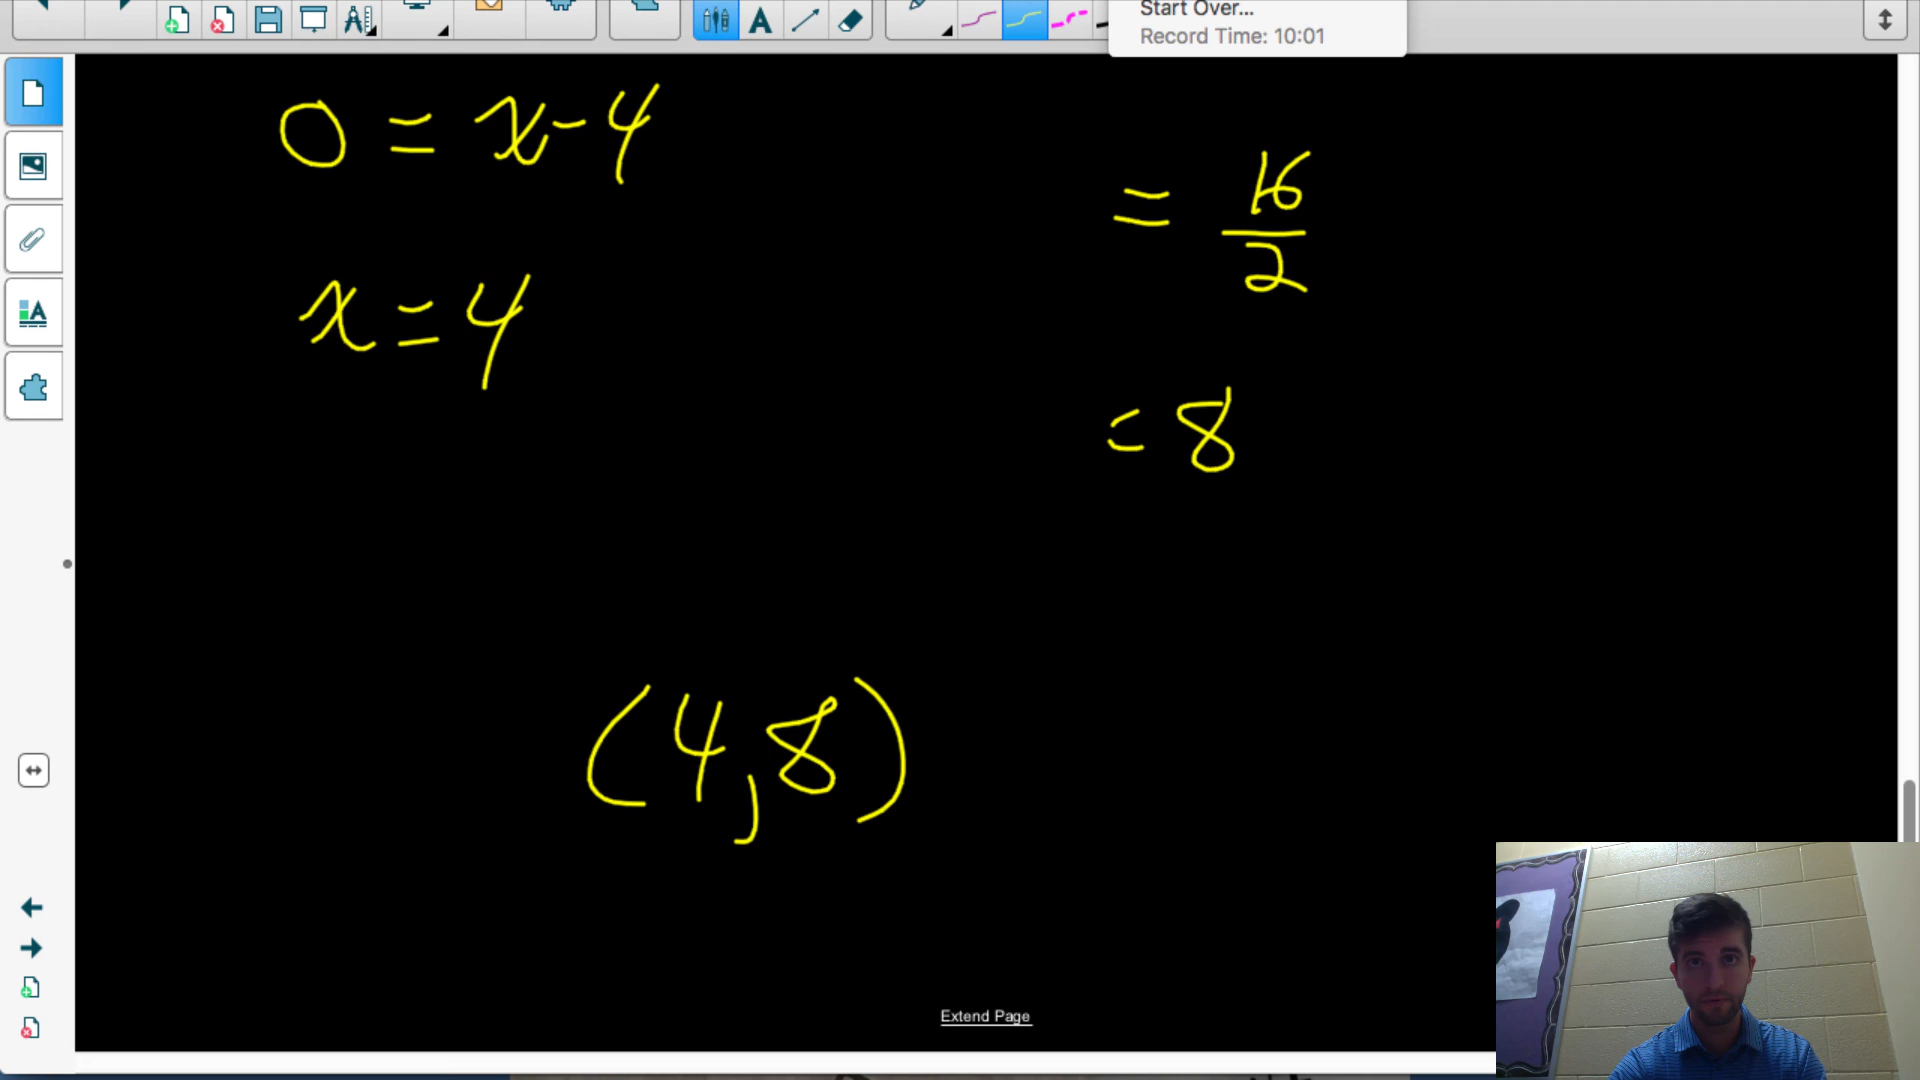 Start Over...
Record Time: 10:01
0 = x - 4
x = 4
= 16
2
= 8
(4,8)
Extend Page